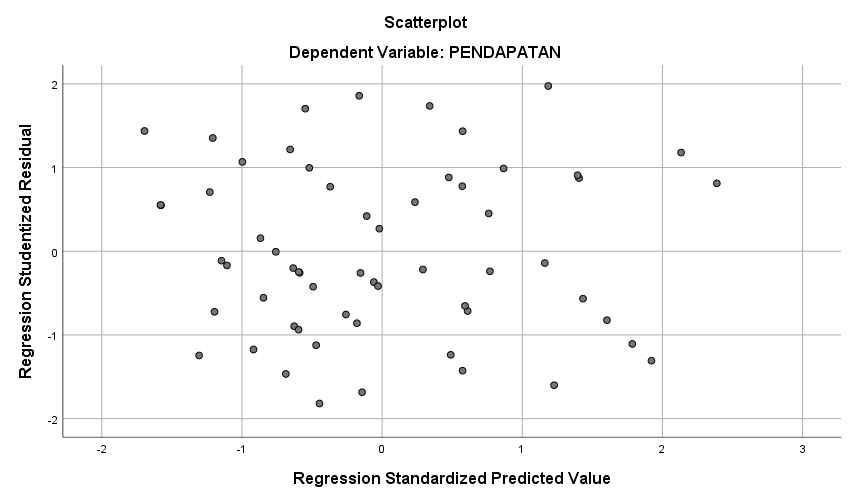 Scatterplot
Dependent Variable: PENDAPATAN
Regression Studentized Residual
2
1
0
-1
-2
-2 -1 0 1 2 3
Regression Standardized Predicted Value